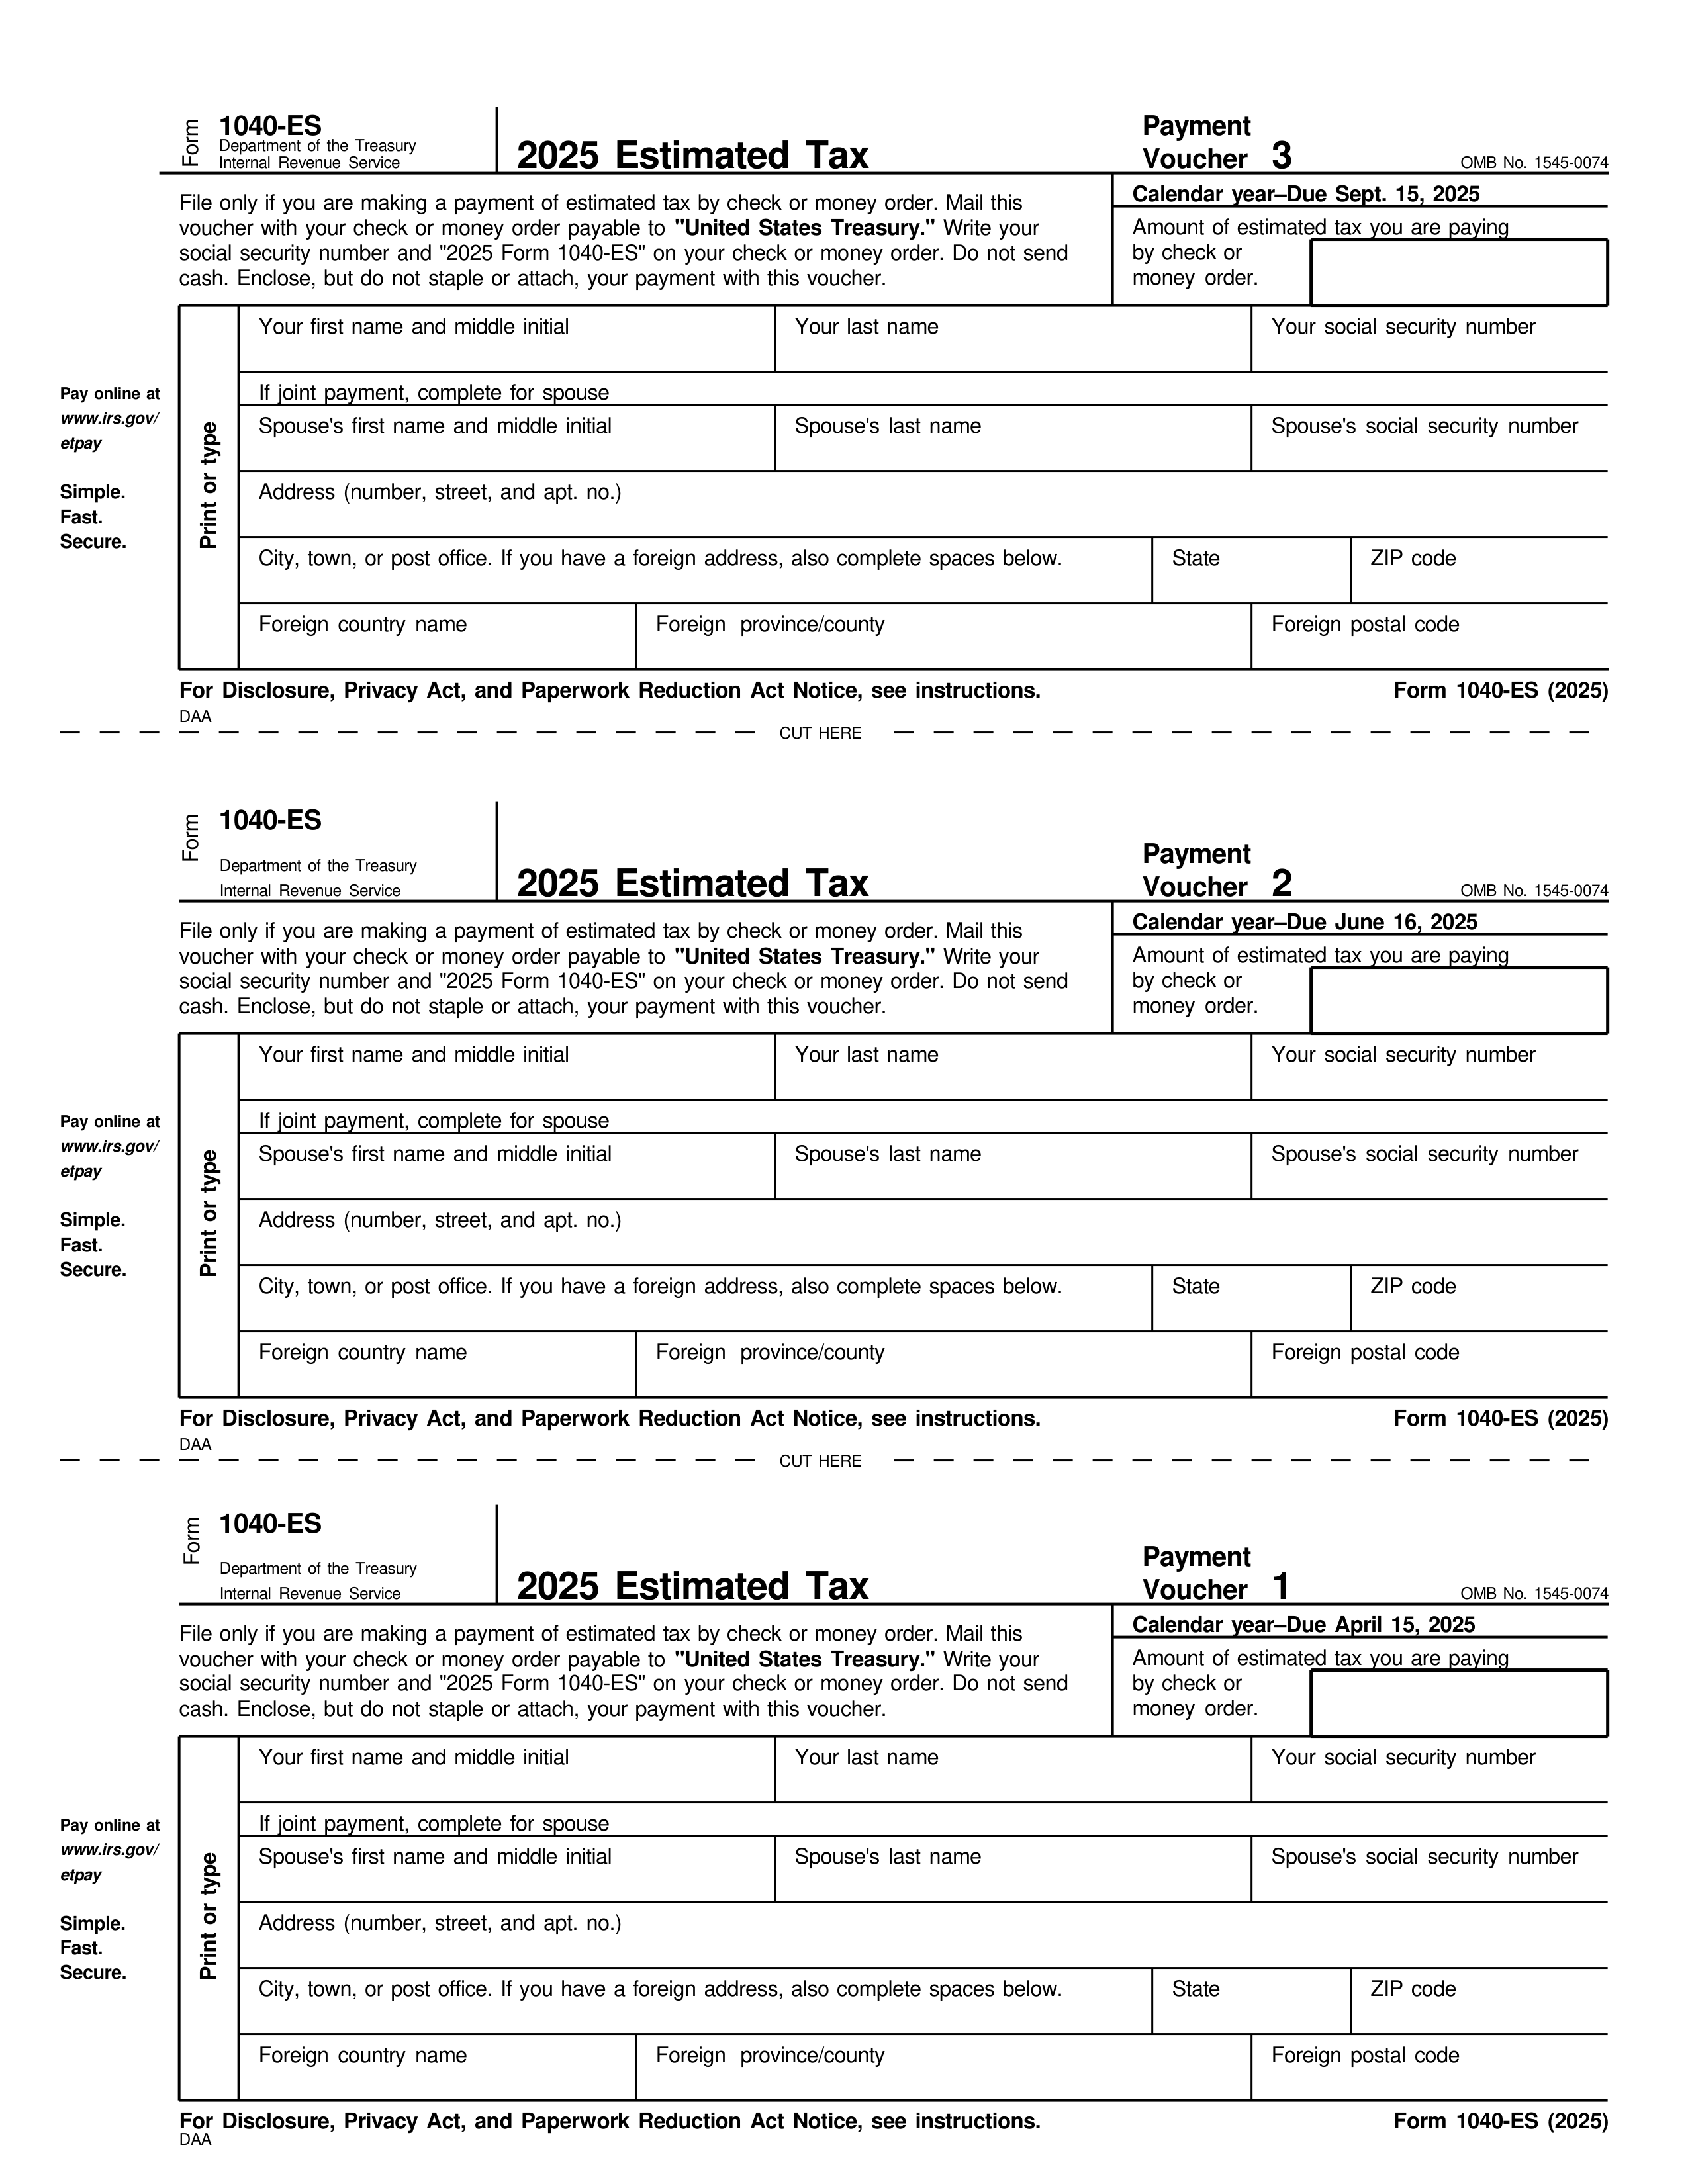 Form 1040-ES
Department of the Treasury
Internal Revenue Service
2025 Estimated Tax
Payment
Voucher 3
OMB No. 1545-0074
File only if you are making a payment of estimated tax by check or money order. Mail this
voucher with your check or money order payable to "United States Treasury." Write your
social security number and "2025 Form 1040-ES" on your check or money order. Do not send
cash. Enclose, but do not staple or attach, your payment with this voucher.
Calendar year–Due Sept. 15, 2025
Amount of estimated tax you are paying
by check or
money order.
Pay online at
www.irs.gov/
etpay
Simple.
Fast.
Secure.
Print or type
Your first name and middle initial
Your last name
Your social security number
If joint payment, complete for spouse
Spouse's first name and middle initial
Spouse's last name
Spouse's social security number
Address (number, street, and apt. no.)
City, town, or post office. If you have a foreign address, also complete spaces below.
State
ZIP code
Foreign country name
Foreign province/county
Foreign postal code
For Disclosure, Privacy Act, and Paperwork Reduction Act Notice, see instructions.
Form 1040-ES (2025)
DAA
CUT HERE
Form 1040-ES
Department of the Treasury
Internal Revenue Service
2025 Estimated Tax
Payment
Voucher 2
OMB No. 1545-0074
File only if you are making a payment of estimated tax by check or money order. Mail this
voucher with your check or money order payable to "United States Treasury." Write your
social security number and "2025 Form 1040-ES" on your check or money order. Do not send
cash. Enclose, but do not staple or attach, your payment with this voucher.
Calendar year–Due June 16, 2025
Amount of estimated tax you are paying
by check or
money order.
Pay online at
www.irs.gov/
etpay
Simple.
Fast.
Secure.
Print or type
Your first name and middle initial
Your last name
Your social security number
If joint payment, complete for spouse
Spouse's first name and middle initial
Spouse's last name
Spouse's social security number
Address (number, street, and apt. no.)
City, town, or post office. If you have a foreign address, also complete spaces below.
State
ZIP code
Foreign country name
Foreign province/county
Foreign postal code
For Disclosure, Privacy Act, and Paperwork Reduction Act Notice, see instructions.
Form 1040-ES (2025)
DAA
CUT HERE
Form 1040-ES
Department of the Treasury
Internal Revenue Service
2025 Estimated Tax
Payment
Voucher 1
OMB No. 1545-0074
File only if you are making a payment of estimated tax by check or money order. Mail this
voucher with your check or money order payable to "United States Treasury." Write your
social security number and "2025 Form 1040-ES" on your check or money order. Do not send
cash. Enclose, but do not staple or attach, your payment with this voucher.
Calendar year–Due April 15, 2025
Amount of estimated tax you are paying
by check or
money order.
Pay online at
www.irs.gov/
etpay
Simple.
Fast.
Secure.
Print or type
Your first name and middle initial
Your last name
Your social security number
If joint payment, complete for spouse
Spouse's first name and middle initial
Spouse's last name
Spouse's social security number
Address (number, street, and apt. no.)
City, town, or post office. If you have a foreign address, also complete spaces below.
State
ZIP code
Foreign country name
Foreign province/county
Foreign postal code
For Disclosure, Privacy Act, and Paperwork Reduction Act Notice, see instructions.
Form 1040-ES (2025)
DAA